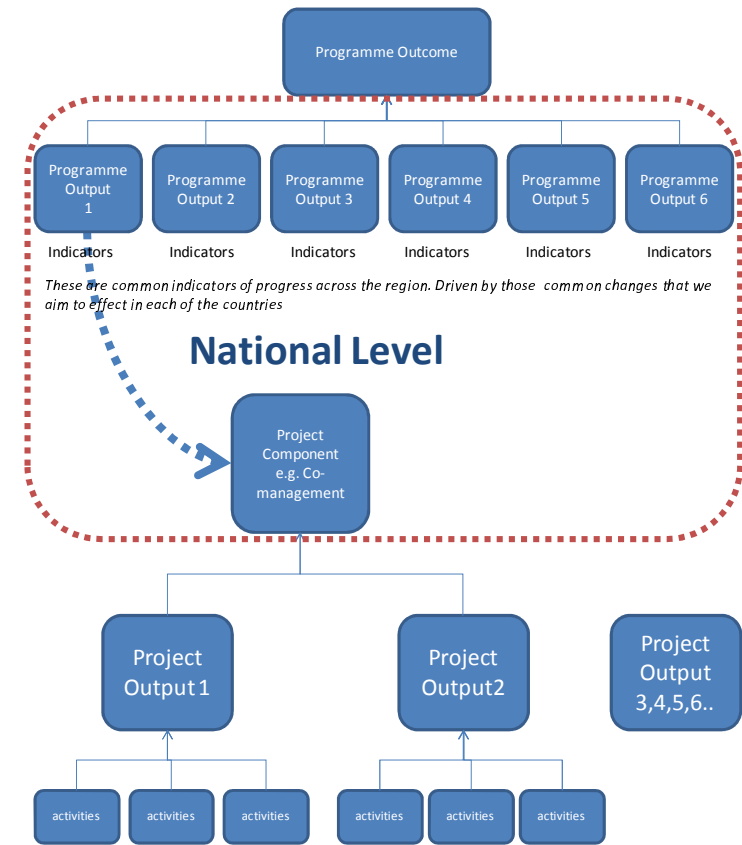 Programme Outcome
Programme
Output
1
Programme
Output 2
Programme
Output 3
Programme
Output 4
Programme
Output 5
Programme
Output 6
Indicators
Indicators
Indicators
Indicators
Indicators
Indicators
These are common indicators of progress across the region. Driven by those common changes that we
aim to effect in each of the countries
National Level
Project
Component
e.g. Co-
management
Project
Output 1
Project
Output2
Project
Output
3,4,5,6..
activities
activities
activities
activities
activities
activities